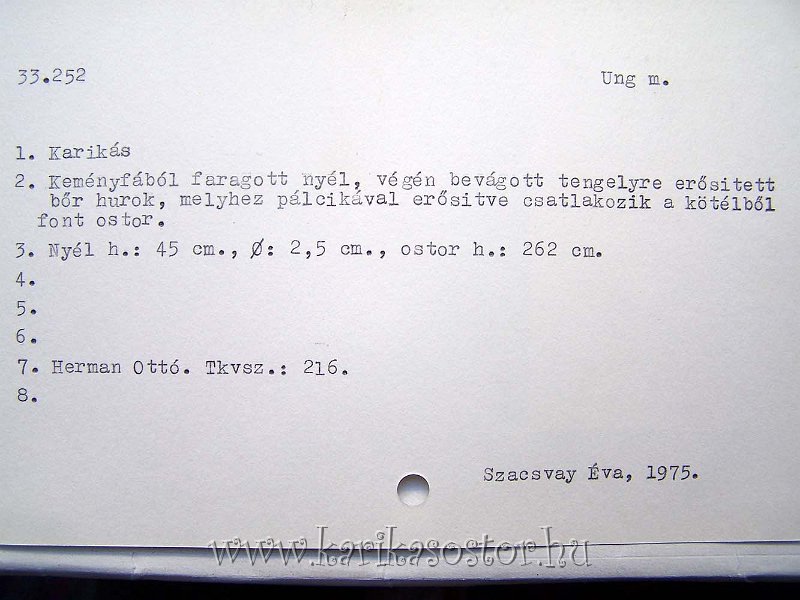 33.252 Ung m.
1. Karikás
2. Keményfából faragott nyél, végén bevágott tengelyre erősitett
bőr hurok, melyhez pálcikával erősitve csatlakozik a kötélből
font ostor.
3. Nyél h.: 45 cm., Ø: 2,5 cm., ostor h.: 262 cm.
4.
5.
6.
7. Herman Ottó. Tkvsz.: 216.
8.
Szacsvay Éva, 1975.
www.karikasostor.hu